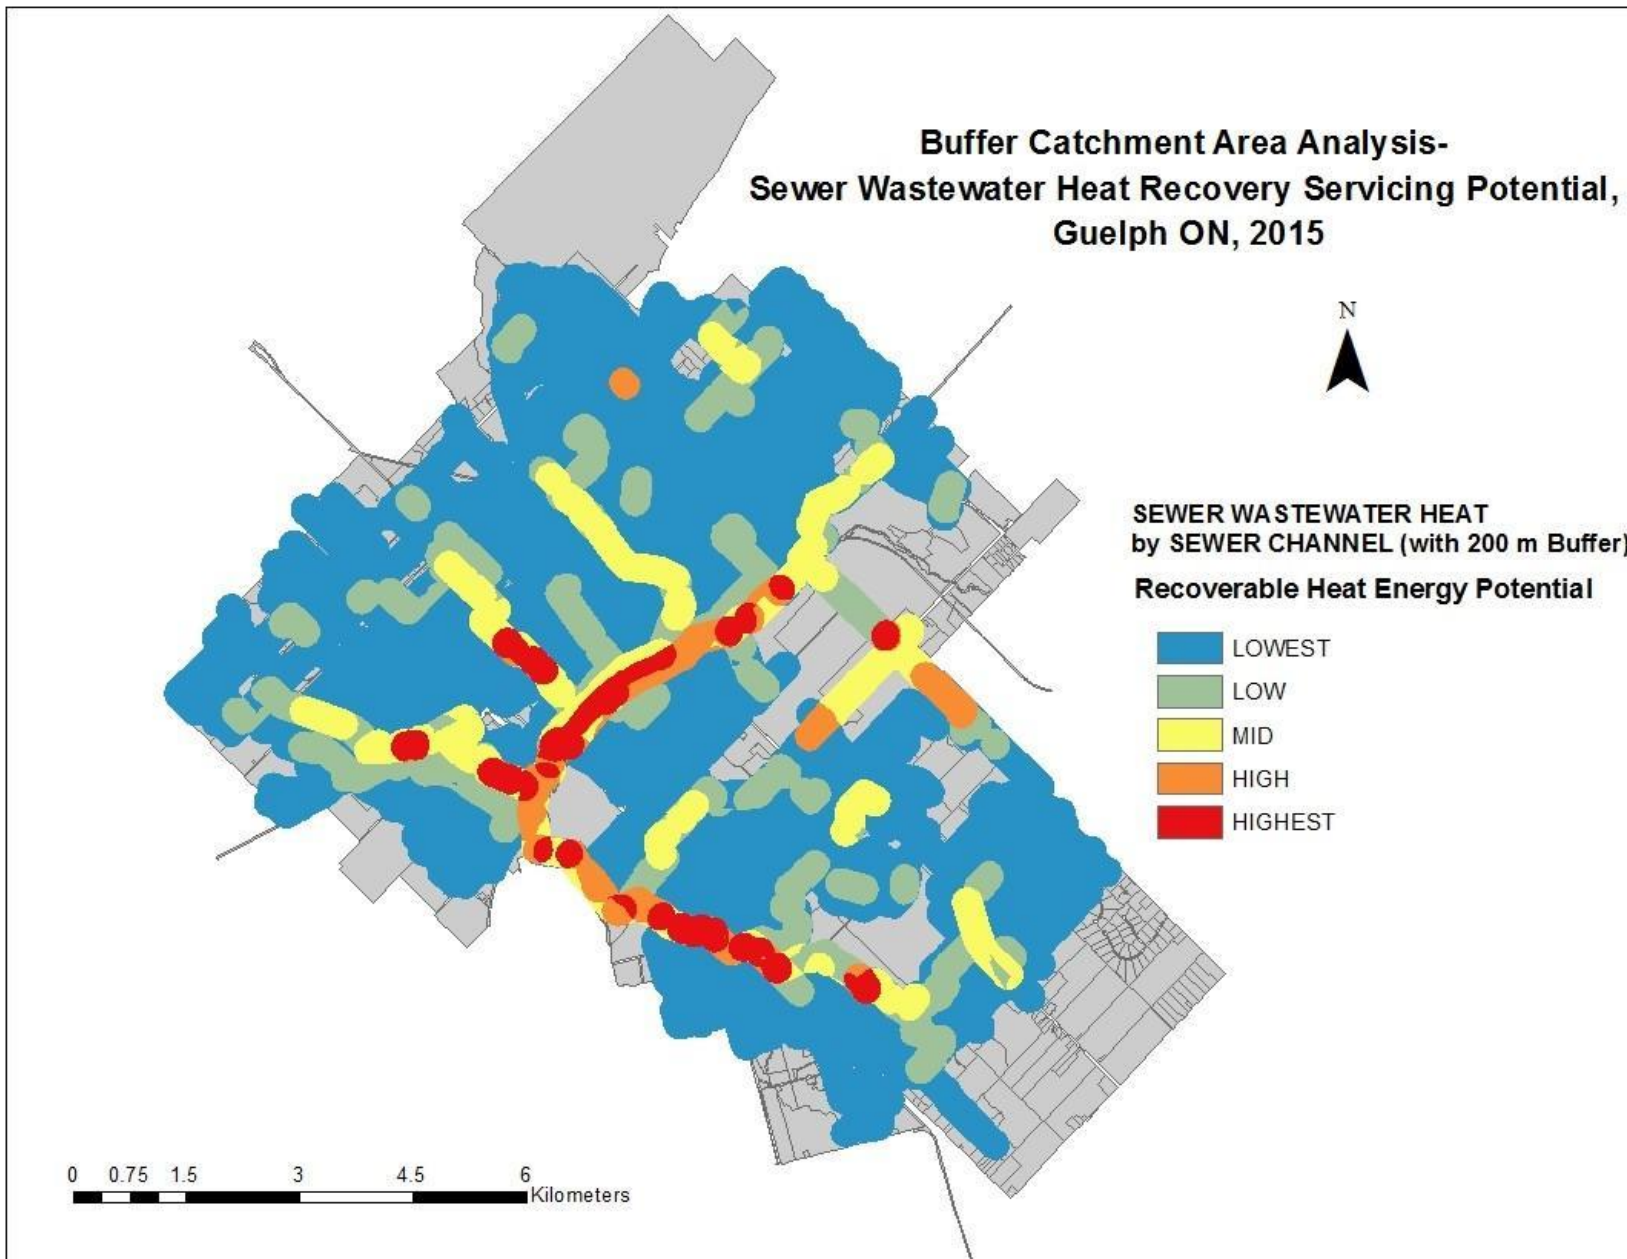 Buffer Catchment Area Analysis-
Sewer Wastewater Heat Recovery Servicing Potential,
Guelph ON, 2015
N
SEWER WASTEWATER HEAT
by SEWER CHANNEL (with 200 m Buffer)
Recoverable Heat Energy Potential
LOWEST
LOW
MID
HIGH
HIGHEST
0 0.75 1.5 3 4.5 6
Kilometers